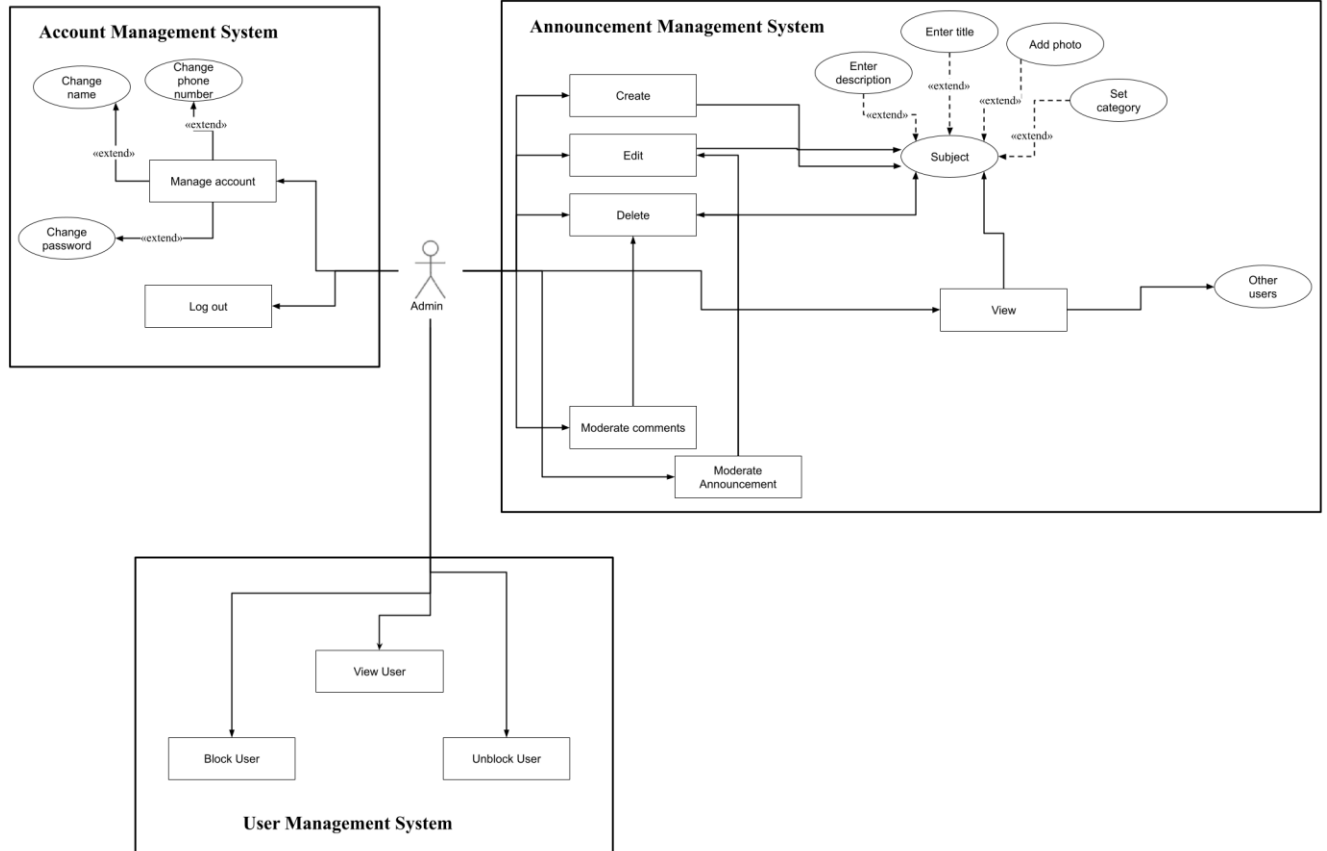 Account Management System
Change
name
Change
phone
number
«extend»
«extend»
Manage account
Change
password
«extend»
Log out
Admin
Announcement Management System
Enter title
Add photo
Enter
description
Set
category
«extend»
«extend»
«extend»
«extend»
Create
Edit
Subject
Delete
Other
users
View
Moderate comments
Moderate
Announcement
View User
Block User
Unblock User
User Management System